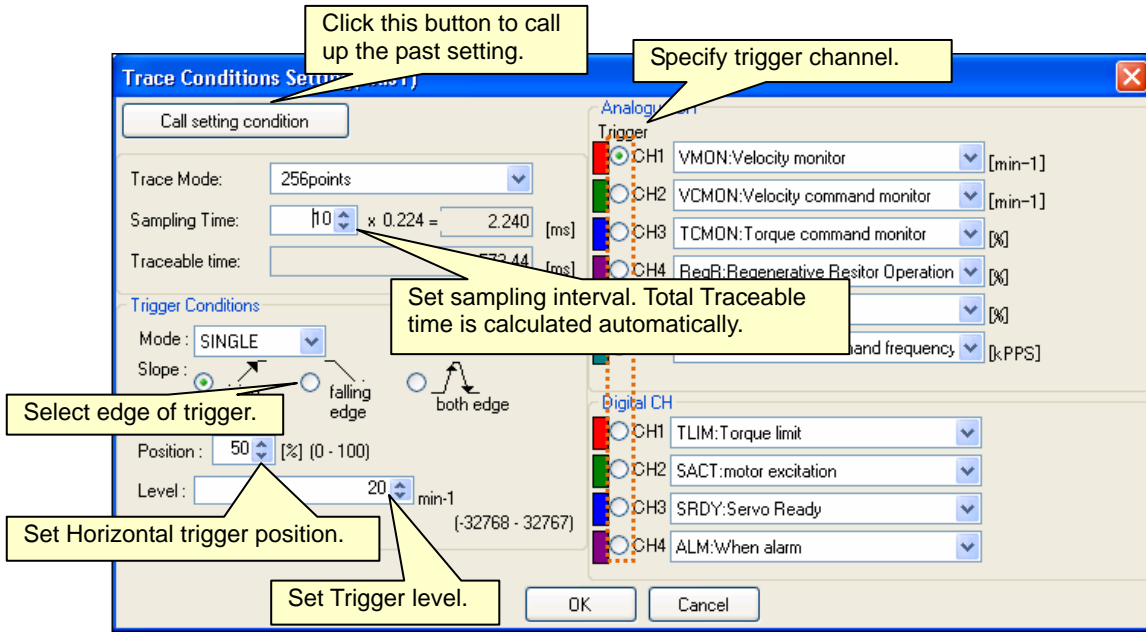 Click this button to call
up the past setting.
Specify trigger channel.
Trace Conditions
Call setting condition
Trigger
Trace Mode: 256points
Sampling Time: 10 x 0.224 = 2.240 [ms]
Traceable time: [ms]
Set sampling interval. Total Traceable
time is calculated automatically.
Trigger Conditions
Mode : SINGLE
Slope :
falling
edge
both edge
Select edge of trigger.
Position : 50 [%] (0 - 100)
Level : 20 min-1
(-32768 - 32767)
Set Horizontal trigger position.
Set Trigger level.
CH1 VMON:Velocity monitor [min-1]
CH2 VCMON:Velocity command monitor [min-1]
CH3 TCMON:Torque command monitor [%]
CH4 RegR:Regenerative Resitor Operation [%]
[%]
frequency [kPPS]
Digital CH
CH1 TLIM:Torque limit
CH2 SACT:motor excitation
CH3 SRDY:Servo Ready
CH4 ALM:When alarm
OK
Cancel